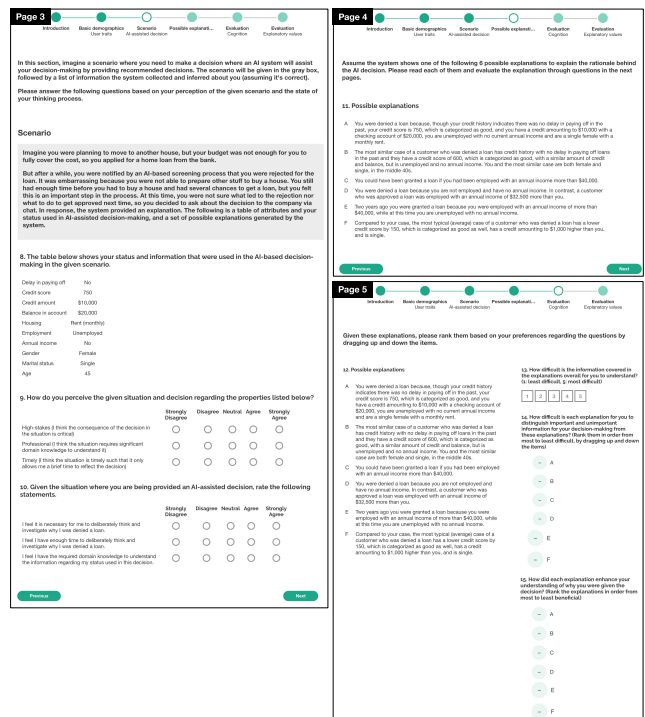 Page 3
Introduction
Basic demographics
User traits
Scenario
AI-assisted decision
Possible explanati...
Evaluation
Cognition
Evaluation
Explanatory values
In this section, imagine a scenario where you need to make a decision where an AI system will assist
your decision-making by providing recommended decisions. The scenario will be given in the gray box,
followed by a list of information the system collected and inferred about you (assuming it's correct).
Please answer the following questions based on your perception of the given scenario and the state of
your thinking process.
Scenario
Imagine you were planning to move to another house, but your budget was not enough for you to
fully cover the cost, so you applied for a home loan from the bank.
But after a while, you were notified by an AI-based screening process that you were rejected for the
loan. It was embarrassing because you were not able to prepare other stuff to buy a house. You still
had enough time before you had to buy a house and had several chances to get a loan, but you felt
this is an important step in the process. At this time, you were not sure what led to the rejection nor
what to do to get approved next time, so you decided to ask about the decision to the company via
chat. In response, the system provided an explanation. The following is a table of attributes and your
status used in AI-assisted decision-making, and a set of possible explanations generated by the
system.
8. The table below shows your status and information that were used in the AI-based decision-
making in the given scenario.
Delay in paying off No
Credit score 750
Credit amount $10,000
Balance in account $20,000
Housing Rent (monthly)
Employment Unemployed
Annual income No
Gender Female
Marital status Single
Age 45
9. How do you perceive the given situation and decision regarding the properties listed below?
Strongly Disagree Disagree Neutral Agree Strongly Agree
High-stakes (I think the consequence of the decision in
the situation is critical)
Professional (I think the situation requires significant
domain knowledge to understand it)
Timely (I think the situation is timely such that it only
allows me a brief time to reflect the decision)
10. Given the situation where you are being provided an AI-assisted decision, rate the following
statements.
Strongly Disagree Disagree Neutral Agree Strongly Agree
I feel it is necessary for me to deliberately think and
investigate why I was denied a loan.
I feel I have enough time to deliberately think and
investigate why I was denied a loan.
I feel I have the required domain knowledge to understand
the information regarding my status used in this decision.
Previous
Next
Page 4
Introduction
Basic demographics
User traits
Scenario
AI-assisted decision
Possible explanati...
Evaluation
Cognition
Evaluation
Explanatory values
Assume the system shows one of the following 6 possible explanations to explain the rationale behind
the AI decision. Please read each of them and evaluate the explanation through questions in the next
pages.
11. Possible explanations
A You were denied a loan because, though your credit history indicates there was no delay in paying off in the
past, your credit score is 750, which is categorized as good, and you have a credit amounting to $10,000 with a
checking account of $20,000, you are unemployed with no current annual income and are a single female with a
monthly rent.
B The most similar case of a customer who was denied a loan has credit history with no delay in paying off loans
in the past and they have a credit score of 600, which is categorized as good, with a similar amount of credit
and balance, but is unemployed and no annual income. You and the most similar case are both female and
single, in the middle 40s.
C You could have been granted a loan if you had been employed with an annual income more than $40,000.
D You were denied a loan because you are not employed and have no annual income. In contrast, a customer
who was approved a loan was employed with an annual income of $32,500 more than you.
E Two years ago you were granted a loan because you were employed with an annual income of more than
$40,000, while at this time you are unemployed with no annual income.
F Compared to your case, the most typical (average) case of a customer who was denied a loan has a lower
credit score by 150, which is categorized as good as well, has a credit amounting to $1,000 higher than you,
and is single.
Previous
Next
Page 5
Introduction
Basic demographics
User traits
Scenario
AI-assisted decision
Possible explanati...
Evaluation
Cognition
Evaluation
Explanatory values
Given these explanations, please rank them based on your preferences regarding the questions by
dragging up and down the items.
12. Possible explanations
A You were denied a loan because, though your credit history
indicates there was no delay in paying off in the past, your
credit score is 750, which is categorized as good, and you
have a credit amounting to $10,000 with a checking account of
$20,000, you are unemployed with no current annual income
and are a single female with a monthly rent.
B The most similar case of a customer who was denied a loan
has credit history with no delay in paying off loans in the past
and they have a credit score of 600, which is categorized as
good, with a similar amount of credit and balance, but is
unemployed and no annual income. You and the most similar
case are both female and single, in the middle 40s.
C You could have been granted a loan if you had been employed
with an annual income more than $40,000.
D You were denied a loan because you are not employed and
have no annual income. In contrast, a customer who was
approved a loan was employed with an annual income of
$32,500 more than you.
E Two years ago you were granted a loan because you were
employed with an annual income of more than $40,000, while
at this time you are unemployed with no annual income.
F Compared to your case, the most typical (average) case of a
customer who was denied a loan has a lower credit score by
150, which is categorized as good as well, has a credit
amounting to $1,000 higher than you, and is single.
13. How difficult is the information covered in
the explanations overall for you to understand?
(1: least difficult, 5: most difficult)
1 2 3 4 5
14. How difficult is each explanation for you to
distinguish important and unimportant
information for your decision-making from
these explanations? (Rank them in order from
most to least difficult, by dragging up and down
the items)
– A
– B
– C
– D
– E
– F
15. How did each explanation enhance your
understanding of why you were given the
decision? (Rank the explanations in order from
most to least beneficial)
– A
– B
– C
– D
– E
– F